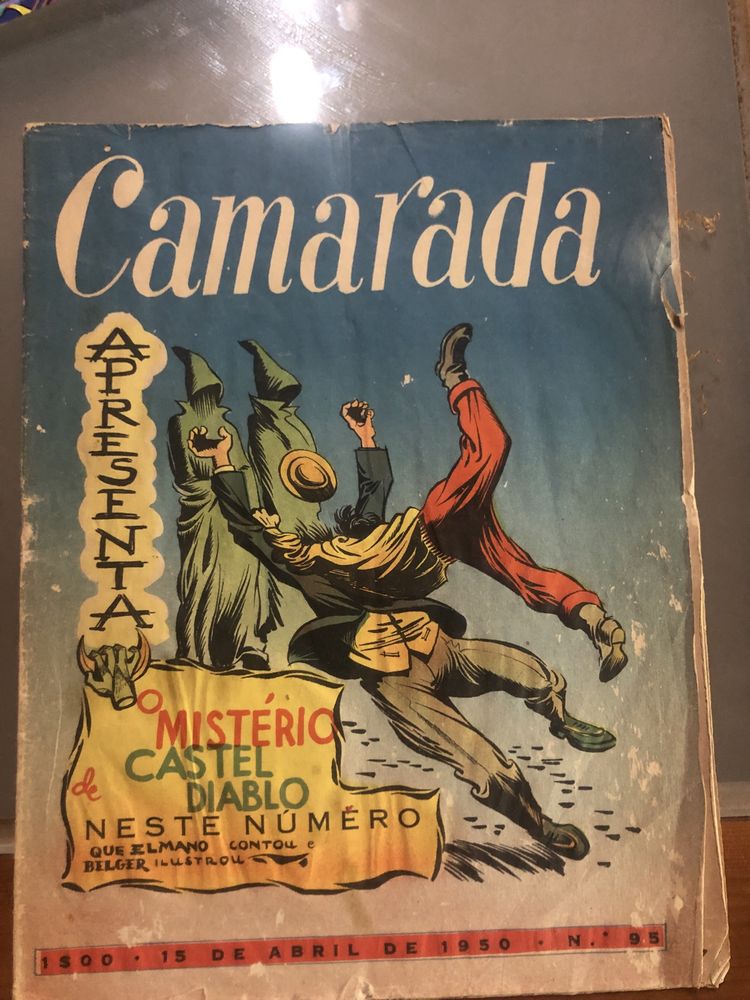 Camarada
APRESENTA
O
MISTÉRIO
de CASTEL
DIABLO
NESTE NÚMÉRO
QUE ELMANO CONTOU e
BELGER ILUSTROU
1$00 · 15 DE ABRIL DE 1950 · N.º 95